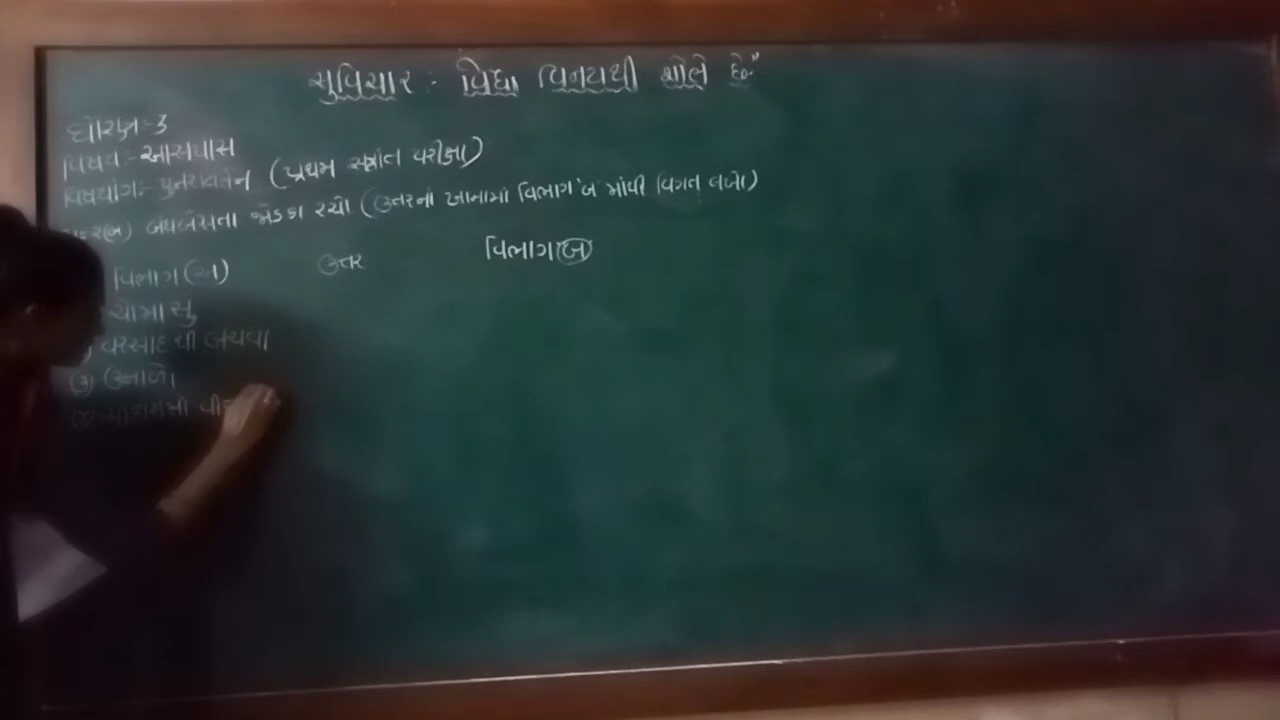 સુવિચાર :- વિદ્યા વિનયથી શોભે છે."
ધોરણ :- 3
વિષય :- આસપાસ
વિષયાંગ :- પુનરાવર્તન (પ્રથમ સત્રાંત પરીક્ષા)
જોડકા રચો (ઉત્તરના ખાનામાં વિભાગ 'બ' માંથી વિગત લખો)
વિભાગ (અ) ઉત્તર વિભાગ (બ)
ચોમાસુ
વરસાદથી બચવા
(3) ઉનાળો